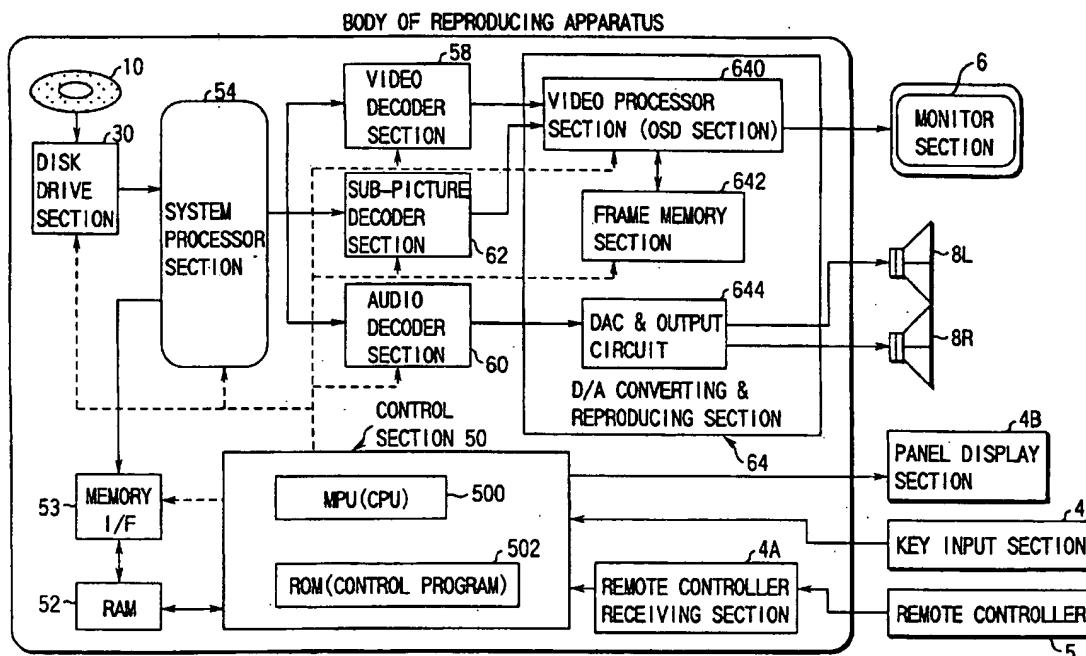 BODY OF REPRODUCING APPARATUS
10
30
DISK
DRIVE
SECTION
54
SYSTEM
PROCESSOR
SECTION
58
VIDEO
DECODER
SECTION
SUB-PICTURE
DECODER
SECTION
62
AUDIO
DECODER
SECTION
60
640
VIDEO PROCESSOR
SECTION (OSD SECTION)
642
FRAME MEMORY
SECTION
644
DAC & OUTPUT
CIRCUIT
D/A CONVERTING &
REPRODUCING SECTION
64
6
MONITOR
SECTION
8L
8R
CONTROL
SECTION 50
MPU(CPU)
500
502
ROM(CONTROL PROGRAM)
53
MEMORY
I/F
52
RAM
4A
REMOTE CONTROLLER
RECEIVING SECTION
4B
PANEL DISPLAY
SECTION
4
KEY INPUT SECTION
REMOTE CONTROLLER
5